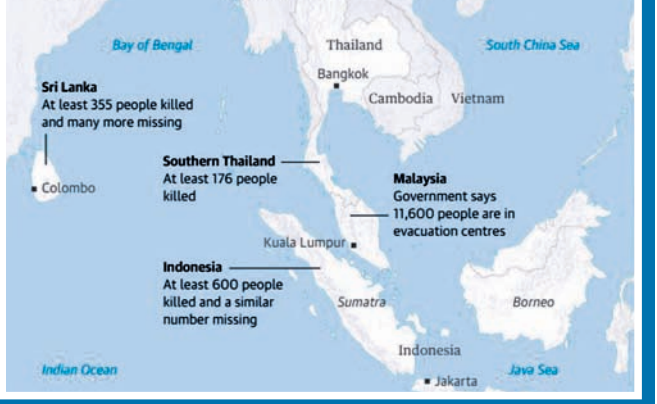 Bay of Bengal
Thailand
South China Sea
Bangkok
Sri Lanka
At least 355 people killed
and many more missing
Cambodia
Vietnam
Southern Thailand
At least 176 people
killed
Malaysia
Government says
11,600 people are in
evacuation centres
Colombo
Kuala Lumpur
Indonesia
At least 600 people
killed and a similar
number missing
Sumatra
Borneo
Indonesia
Indian Ocean
Java Sea
Jakarta